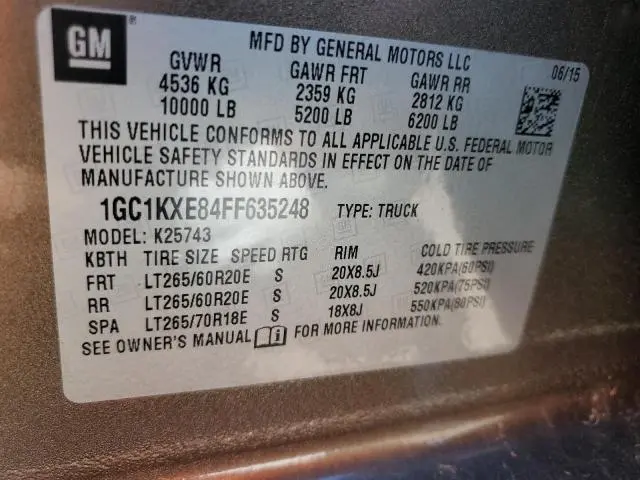 GM
MFD BY GENERAL MOTORS LLC
GVWR GAWR FRT GAWR RR 06/15
4536 KG 2359 KG 2812 KG
10000 LB 5200 LB 6200 LB
THIS VEHICLE CONFORMS TO ALL APPLICABLE U.S. FEDERAL MOTOR
VEHICLE SAFETY STANDARDS IN EFFECT ON THE DATE OF
MANUFACTURE SHOWN ABOVE.
1GC1KXE84FF635248 TYPE: TRUCK
MODEL: K25743
KBTH TIRE SIZE SPEED RTG RIM COLD TIRE PRESSURE
FRT LT265/60R20E S 20X8.5J 420KPA(60PSI)
RR LT265/60R20E S 20X8.5J 520KPA(75PSI)
SPA LT265/70R18E S 18X8J 550KPA(80PSI)
SEE OWNER'S MANUAL FOR MORE INFORMATION.